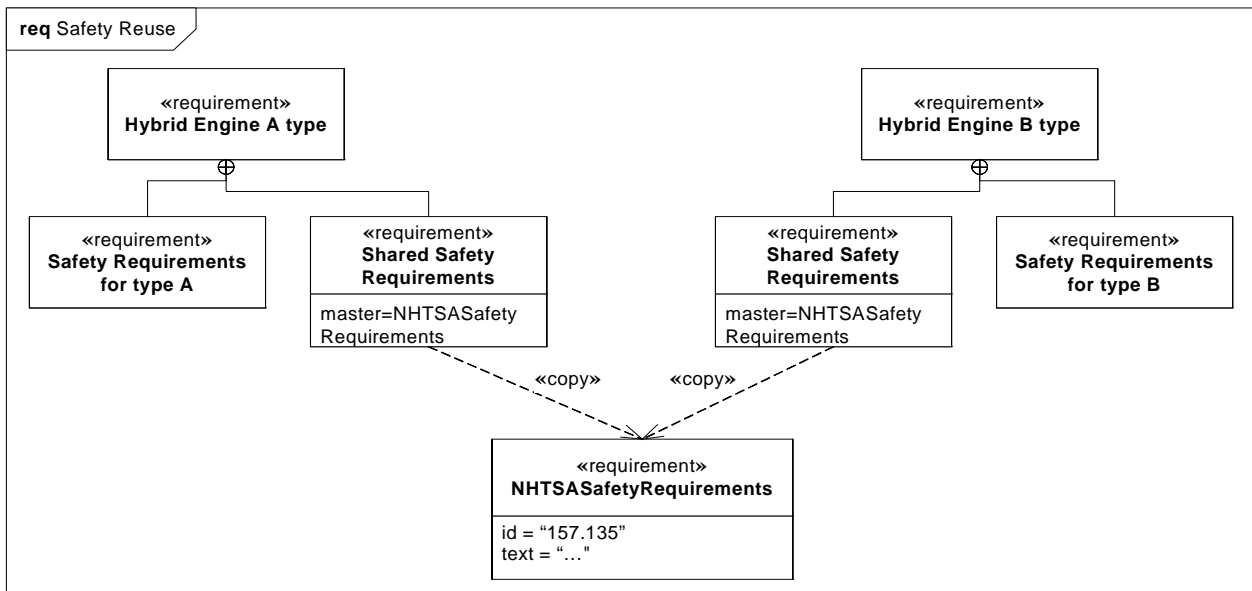 req Safety Reuse
«requirement»
Hybrid Engine A type
«requirement»
Hybrid Engine B type
«requirement»
Safety Requirements
for type A
«requirement»
Shared Safety
Requirements
master=NHTSASafety
Requirements
«requirement»
Shared Safety
Requirements
master=NHTSASafety
Requirements
«requirement»
Safety Requirements
for type B
«copy»
«copy»
«requirement»
NHTSASafetyRequirements
id = “157.135”
text = “…"